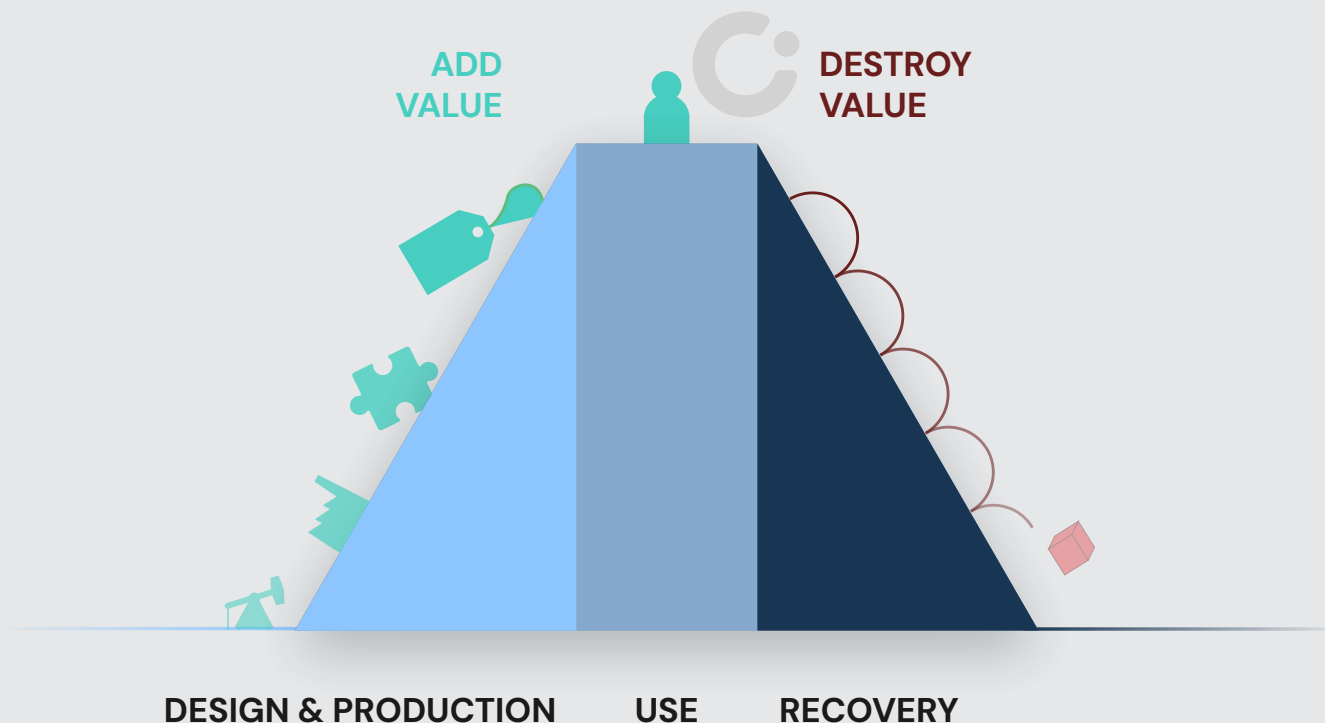 ADD
VALUE
DESTROY
VALUE
DESIGN & PRODUCTION
USE
RECOVERY